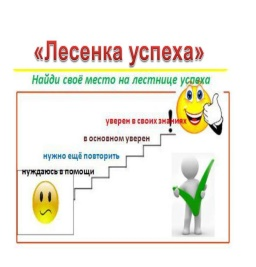 «Лесенка успеха»
Найди своё место на лестнице успеха
уверен в своих знаниях
в основном уверен
нужно ещё повторить
нуждаюсь в помощи